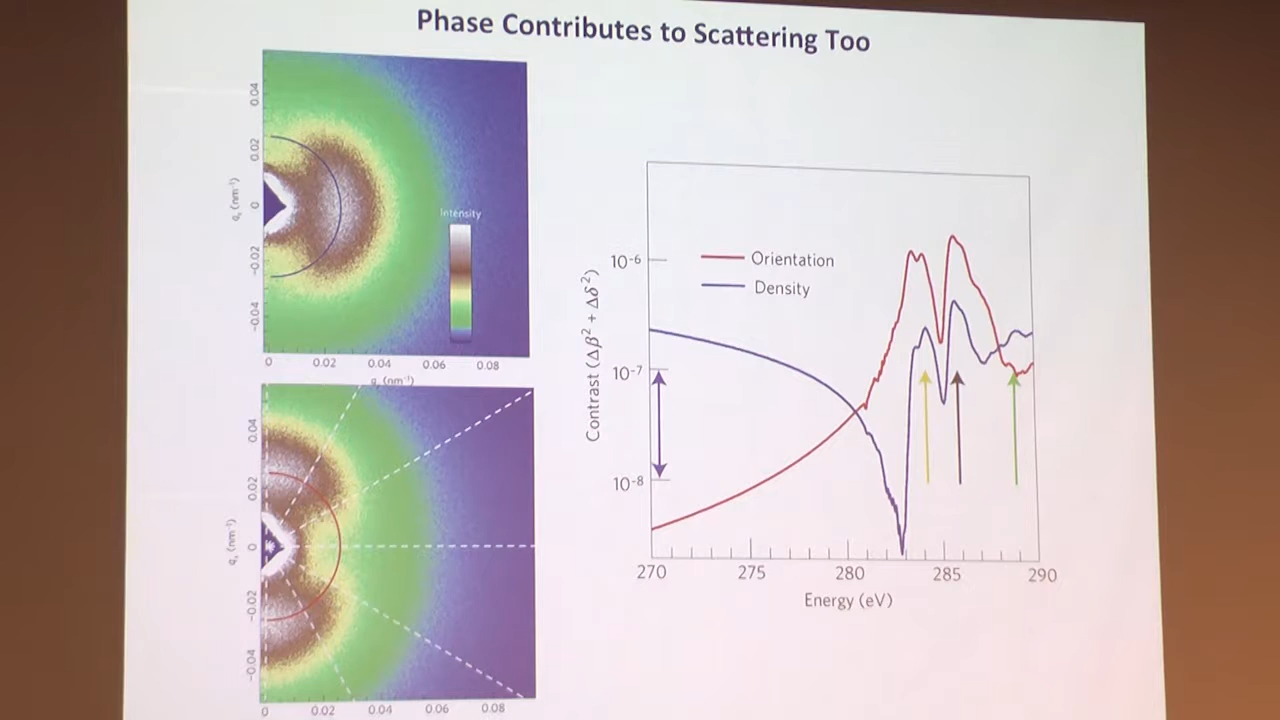 Phase Contributes to Scattering Too
0.04
0.02
0
-0.02
-0.04
Intensity
0 0.02 0.04 0.06 0.08
(nm⁻¹)
0.04
0.02
0
-0.02
-0.04
0 0.02 0.04 0.06 0.08
Contrast (Δβ² + Δδ²)
10⁻⁶
10⁻⁷
10⁻⁸
Orientation
Density
270 275 280 285 290
Energy (eV)